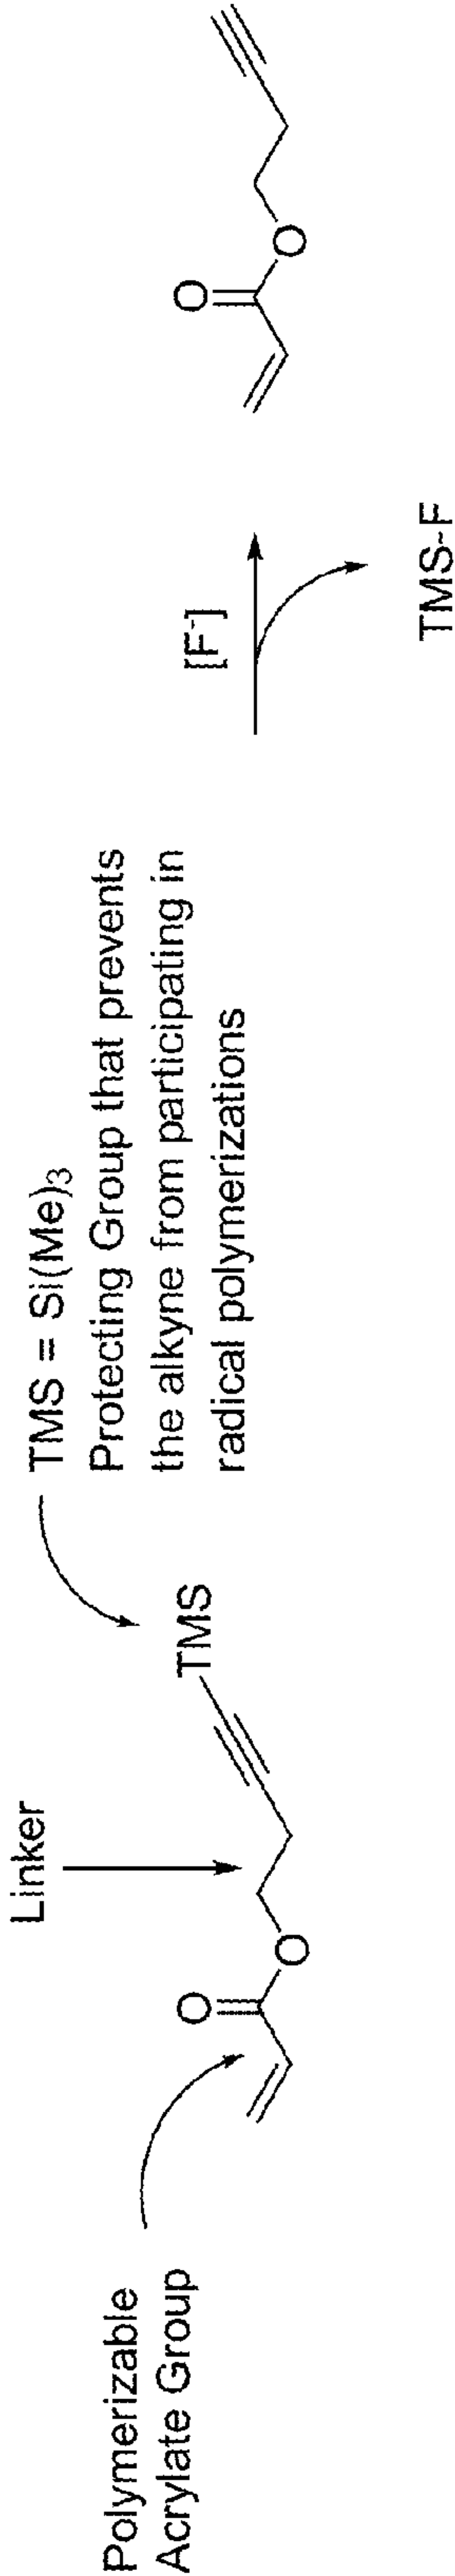 Polymerizable
Acrylate Group
Linker
O
O
TMS
TMS = Si(Me)₃
Protecting Group that prevents
the alkyne from participating in
radical polymerizations
[F⁻]
TMS-F
O
O